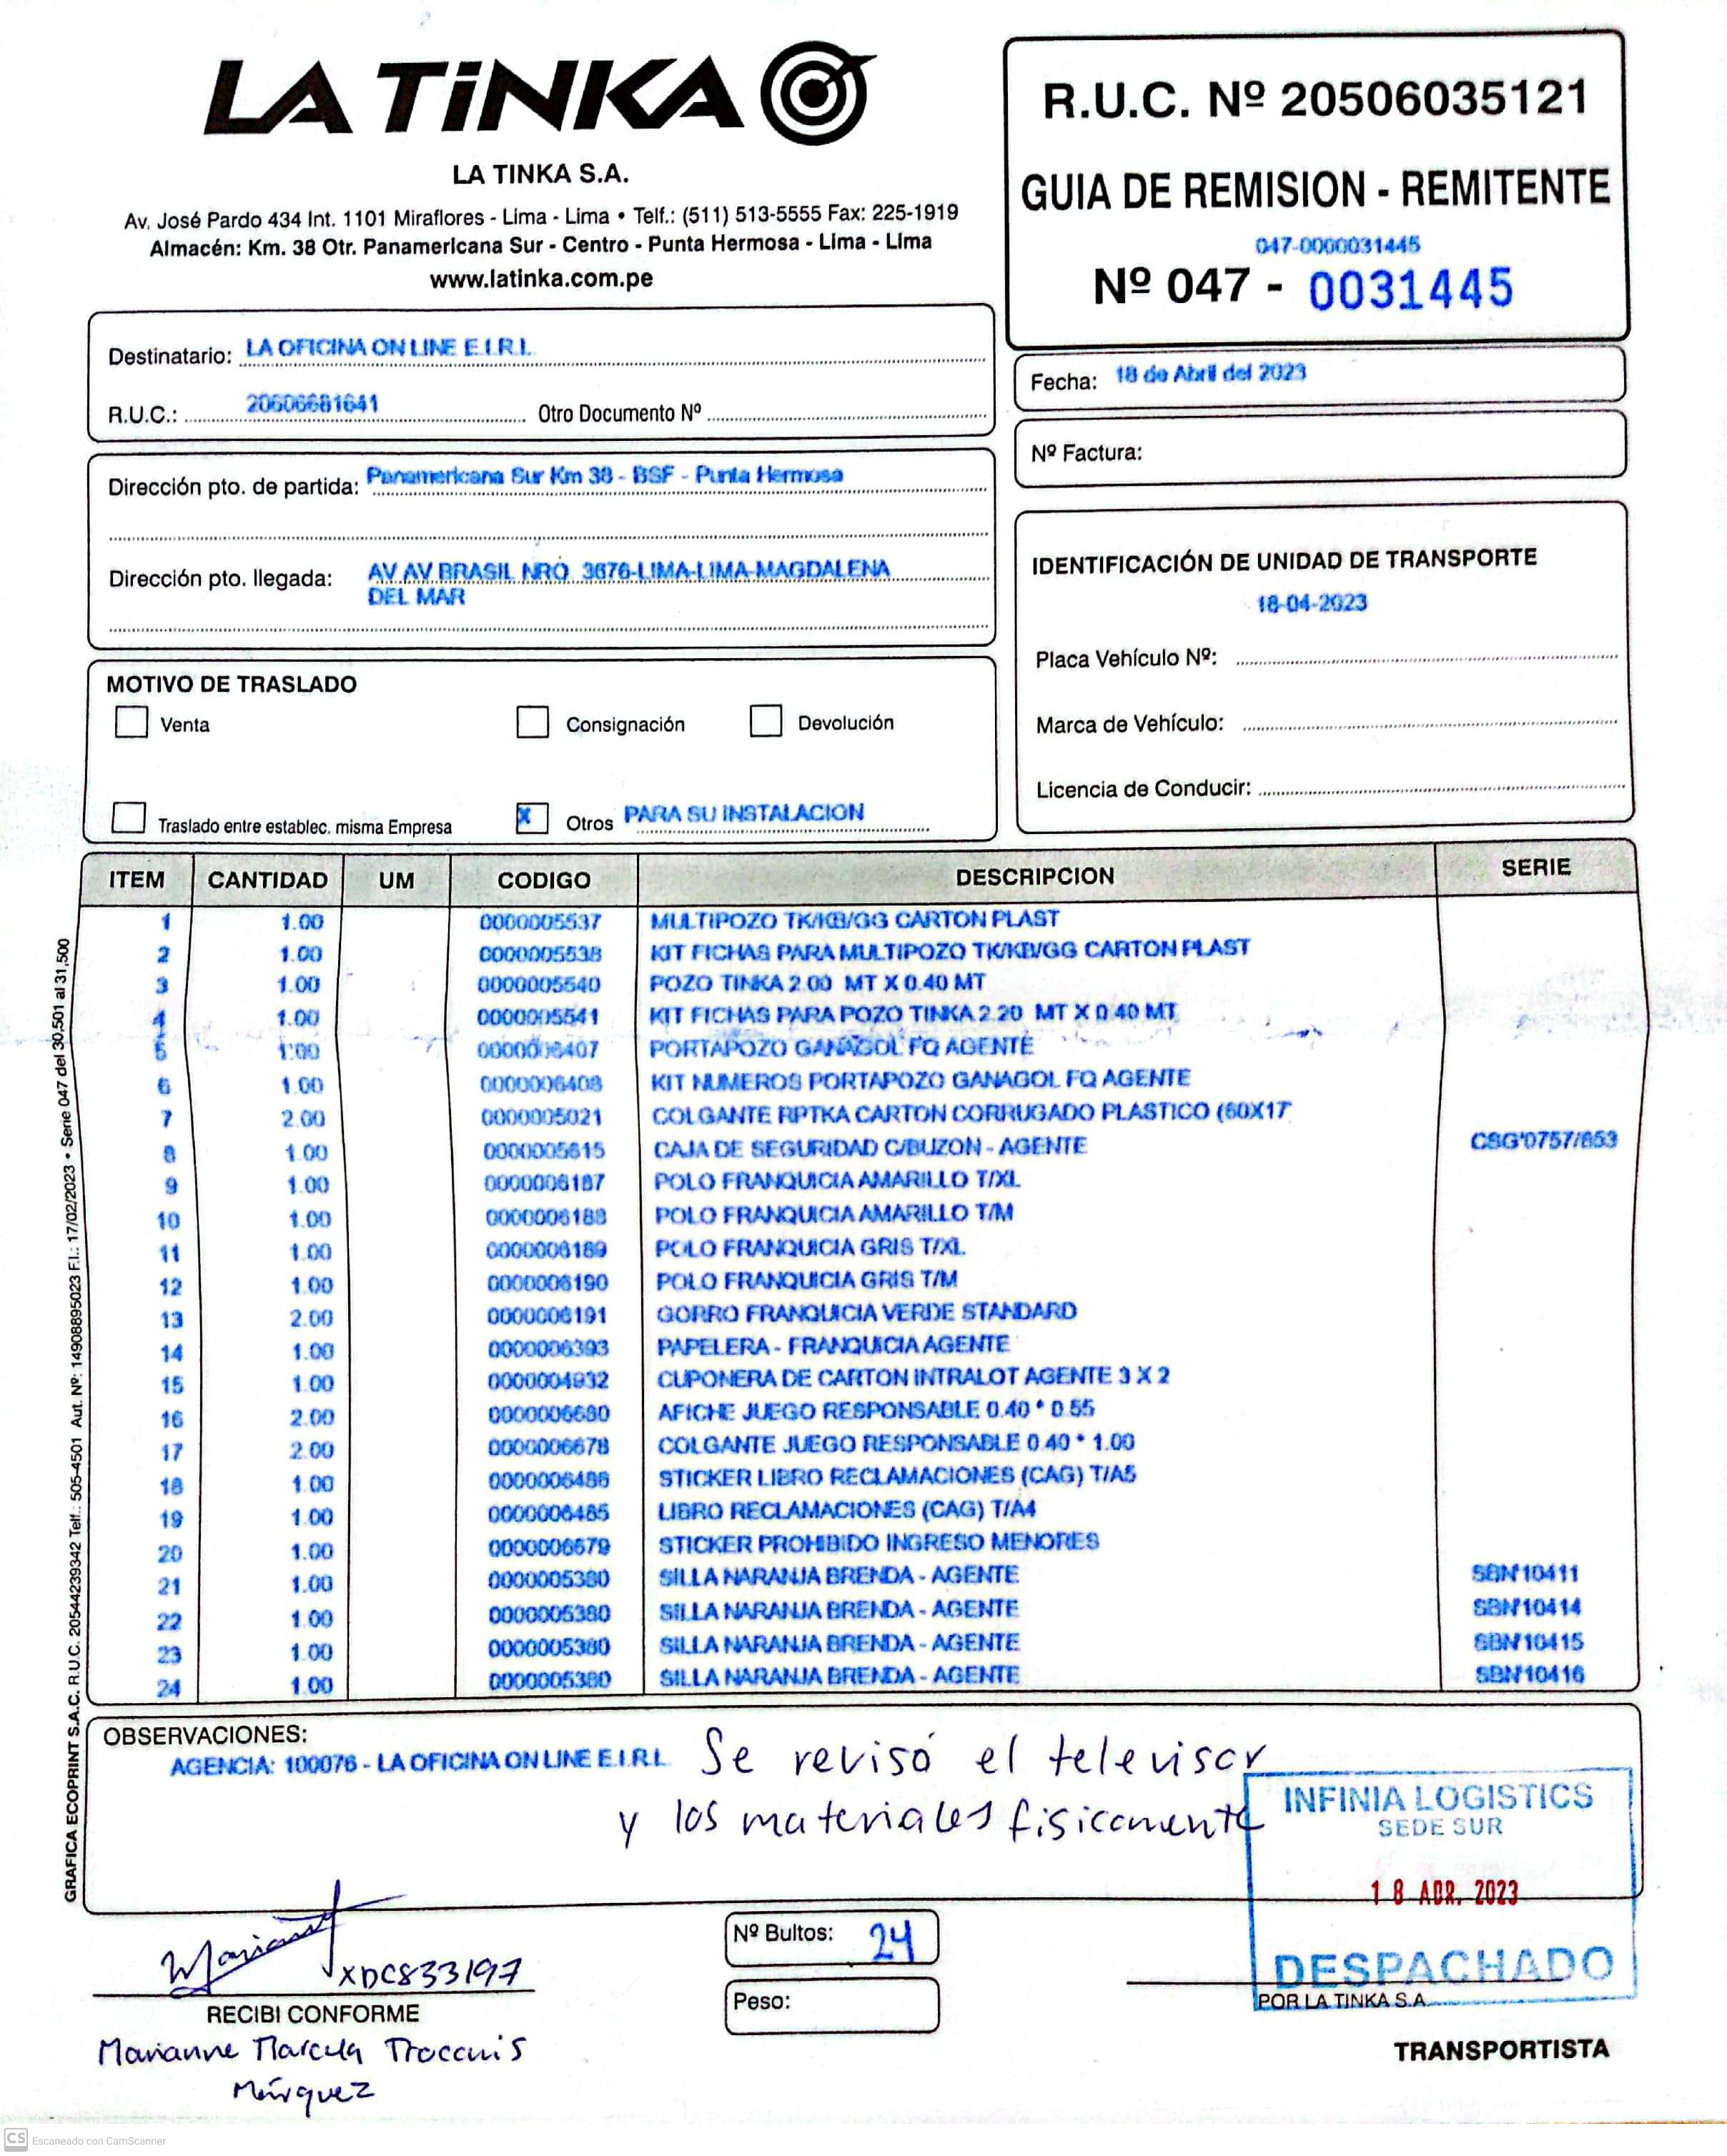 LA TiNKA
LA TINKA S.A.
Av. José Pardo 434 Int. 1101 Miraflores - Lima - Lima • Telf.: (511) 513-5555 Fax: 225-1919
Almacén: Km. 38 Otr. Panamericana Sur - Centro - Punta Hermosa - Lima - Lima
www.latinka.com.pe
R.U.C. Nº 20506035121
GUIA DE REMISION - REMITENTE
047-0000031445
Nº 047 - 0031445
Destinatario: LA OFICINA ON LINE E.I.R.L
R.U.C.: 20606681641 Otro Documento Nº
Fecha: 18 de Abril del 2023
Nº Factura:
Dirección pto. de partida: Panamericana Sur Km 38 - BSF - Punta Hermosa
Dirección pto. llegada: AV AV BRASIL NRO 3676-LIMA-LIMA-MAGDALENA
DEL MAR
IDENTIFICACIÓN DE UNIDAD DE TRANSPORTE
18-04-2023
Placa Vehículo Nº:
Marca de Vehículo:
Licencia de Conducir:
MOTIVO DE TRASLADO
Venta Consignación Devolución
Traslado entre establec. misma Empresa X Otros PARA SU INSTALACION
ITEM CANTIDAD UM CODIGO DESCRIPCION SERIE
1 1.00 0000005537 MULTIPOZO TK/KB/GG CARTON PLAST
2 1.00 0000005538 KIT FICHAS PARA MULTIPOZO TK/KB/GG CARTON PLAST
3 1.00 0000005540 POZO TINKA 2.00 MT X 0.40 MT
4 1.00 0000005541 KIT FICHAS PARA POZO TINKA 2.20 MT X 0.40 MT
5 1.00 0000006407 PORTAPOZO GANAGOL FQ AGENTE
6 1.00 0000006408 KIT NUMEROS PORTAPOZO GANAGOL FQ AGENTE
7 2.00 0000005021 COLGANTE RPTKA CARTON CORRUGADO PLASTICO (60X17
8 1.00 0000005615 CAJA DE SEGURIDAD C/BUZON - AGENTE CSG'0757/653
9 1.00 0000006187 POLO FRANQUICIA AMARILLO T/XL
10 1.00 0000006188 POLO FRANQUICIA AMARILLO T/M
11 1.00 0000006189 POLO FRANQUICIA GRIS T/XL
12 1.00 0000006190 POLO FRANQUICIA GRIS T/M
13 2.00 0000006191 GORRO FRANQUICIA VERDE STANDARD
14 1.00 0000006393 PAPELERA - FRANQUICIA AGENTE
15 1.00 0000004932 CUPONERA DE CARTON INTRALOT AGENTE 3 X 2
16 2.00 0000006680 AFICHE JUEGO RESPONSABLE 0.40 * 0.55
17 2.00 0000006678 COLGANTE JUEGO RESPONSABLE 0.40 * 1.00
18 1.00 0000006486 STICKER LIBRO RECLAMACIONES (CAG) T/A5
19 1.00 0000006485 LIBRO RECLAMACIONES (CAG) T/A4
20 1.00 0000006679 STICKER PROHIBIDO INGRESO MENORES
21 1.00 0000005380 SILLA NARANJA BRENDA - AGENTE SBN'10411
22 1.00 0000005380 SILLA NARANJA BRENDA - AGENTE SBN'10414
23 1.00 0000005380 SILLA NARANJA BRENDA - AGENTE SBN'10415
24 1.00 0000005380 SILLA NARANJA BRENDA - AGENTE SBN'10416
GRAFICA ECOPRINT S.A.C. R.U.C. 20544239342 Telf.: 505-4501 Aut. Nº: 1490889502­3 F.I.: 17/02/2023 • Serie 047 del 30,501 al 31,500
OBSERVACIONES:
AGENCIA: 100076 - LA OFICINA ON LINE E.I.R.L Se revisó el televisor
y los materiales fisicamente
INFINIA LOGISTICS
SEDE SUR
18 ABR. 2023
DESPACHADO
XDC833197
RECIBI CONFORME
Marianne Marcela
Márquez
Nº Bultos: 24
Peso:
POR LA TINKA S.A.
TRANSPORTISTA
CS Escaneado con CamScanner